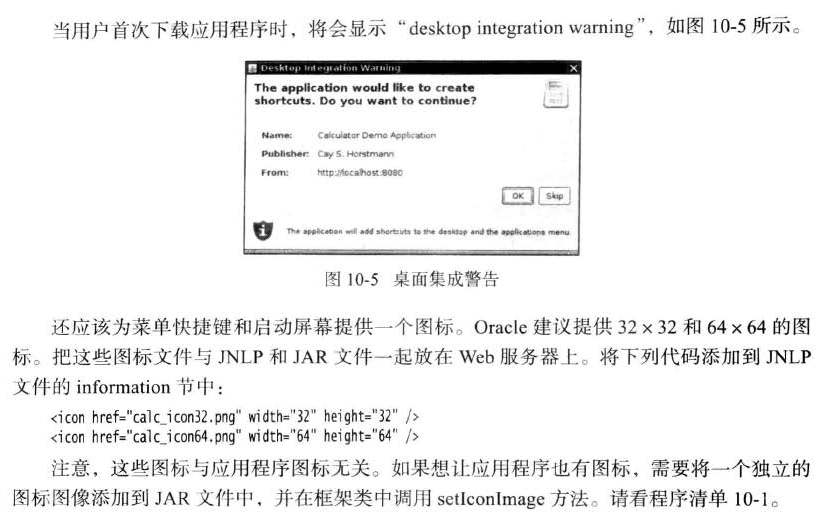 当用户首次下载应用程序时，将会显示“desktop integration warning”，如图 10-5 所示。
Desktop Integration Warning
The application would like to create
shortcuts. Do you want to continue?
Name: Calculator Demo Application
Publisher: Cay S. Horstmann
From: http://localhost:8080
OK Skip
The application will add shortcuts to the desktop and the applications menu.
图 10-5 桌面集成警告
还应该为菜单快捷键和启动屏幕提供一个图标。Oracle 建议提供 32 × 32 和 64 × 64 的图
标。把这些图标文件与 JNLP 和 JAR 文件一起放在 Web 服务器上。将下列代码添加到 JNLP
文件的 information 节中：
<icon href="calc_icon32.png" width="32" height="32" />
<icon href="calc_icon64.png" width="64" height="64" />
注意，这些图标与应用程序图标无关。如果想让应用程序也有图标，需要将一个独立的
图标图像添加到 JAR 文件中，并在框架类中调用 setIconImage 方法。请看程序清单 10-1。